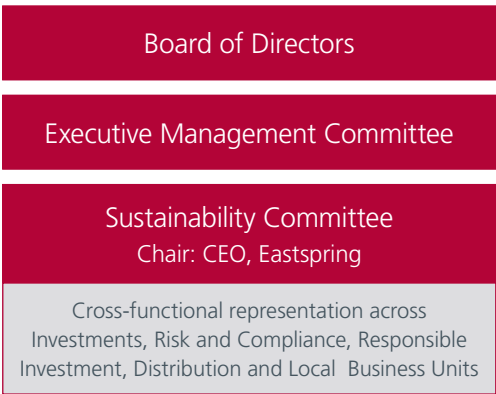 Board of Directors
Executive Management Committee
Sustainability Committee
Chair: CEO, Eastspring
Cross-functional representation across
Investments, Risk and Compliance, Responsible
Investment, Distribution and Local Business Units